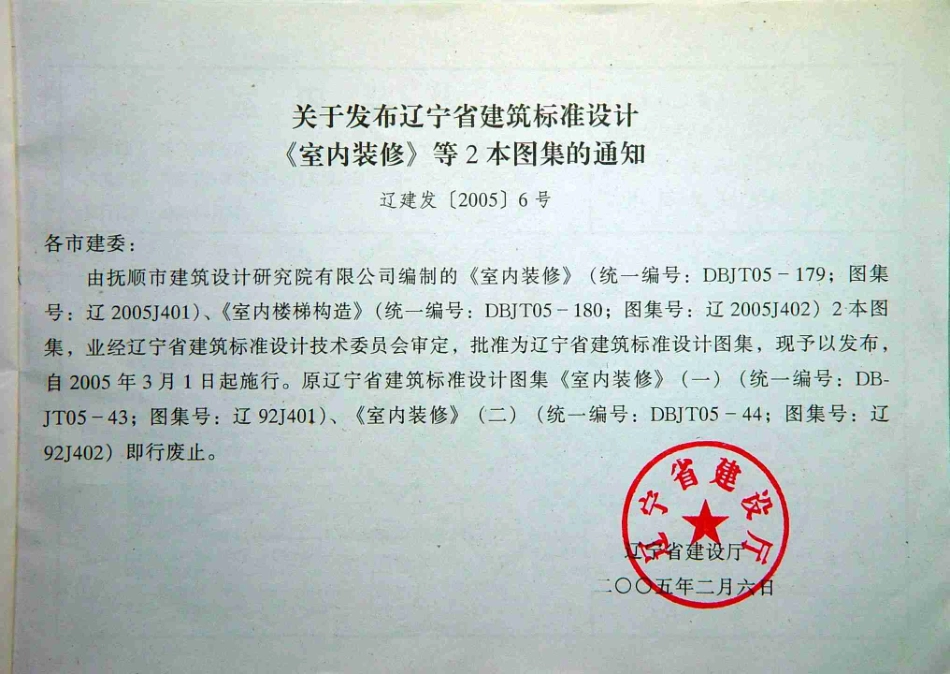 关于发布辽宁省建筑标准设计
《室内装修》等2本图集的通知
辽建发〔2005〕6号
各市建委：
由抚顺市建筑设计研究院有限公司编制的《室内装修》（统一编号：DBJT05－179；图集
号：辽2005J401）、《室内楼梯构造》（统一编号：DBJT05－180；图集号：辽2005J402）2本图
集，业经辽宁省建筑标准设计技术委员会审定，批准为辽宁省建筑标准设计图集，现予以发布，
自2005年3月1日起施行。原辽宁省建筑标准设计图集《室内装修》（一）（统一编号：DB-
JT05－43；图集号：辽92J401）、《室内装修》（二）（统一编号：DBJT05－44；图集号：辽
92J402）即行废止。
辽宁省建设厅
辽宁省建设厅
二〇〇五年二月六日